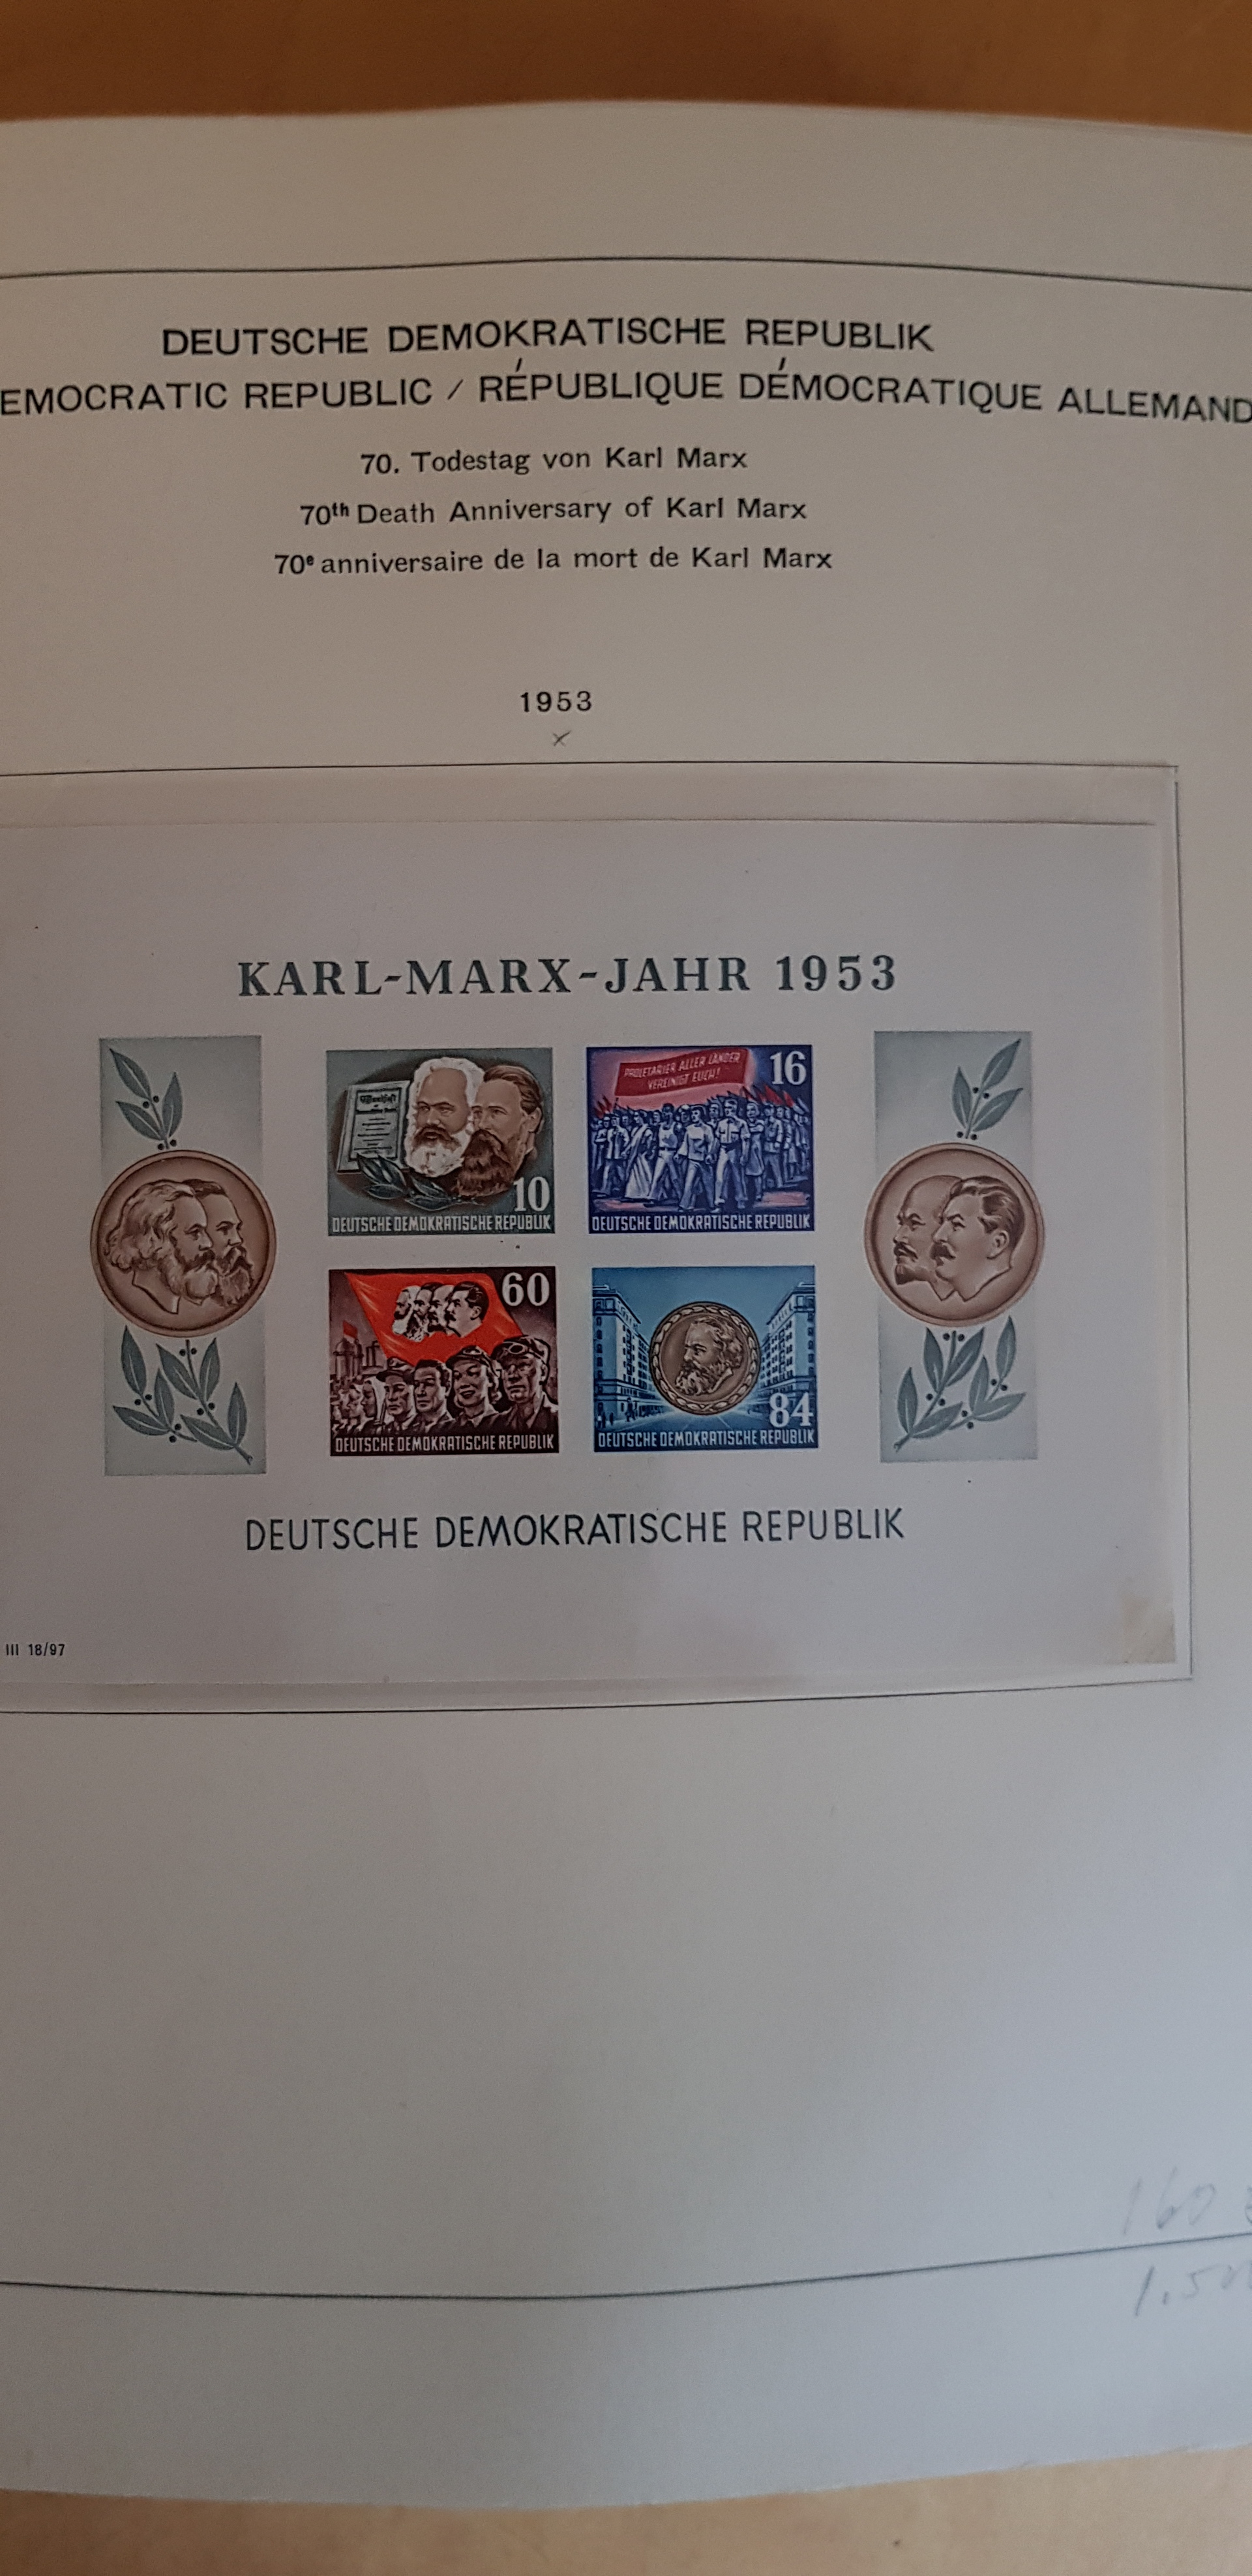 DEUTSCHE DEMOKRATISCHE REPUBLIK
EMOCRATIC REPUBLIC / RÉPUBLIQUE DÉMOCRATIQUE ALLEMAND
70. Todestag von Karl Marx
70th Death Anniversary of Karl Marx
70e anniversaire de la mort de Karl Marx
1953
x
KARL-MARX-JAHR 1953
10
DEUTSCHE DEMOKRATISCHE REPUBLIK
PROLETARIER ALLER LÄNDER
VEREINIGT EUCH!
16
DEUTSCHE DEMOKRATISCHE REPUBLIK
60
DEUTSCHE DEMOKRATISCHE REPUBLIK
84
DEUTSCHE DEMOKRATISCHE REPUBLIK
DEUTSCHE DEMOKRATISCHE REPUBLIK
III 18/97
160